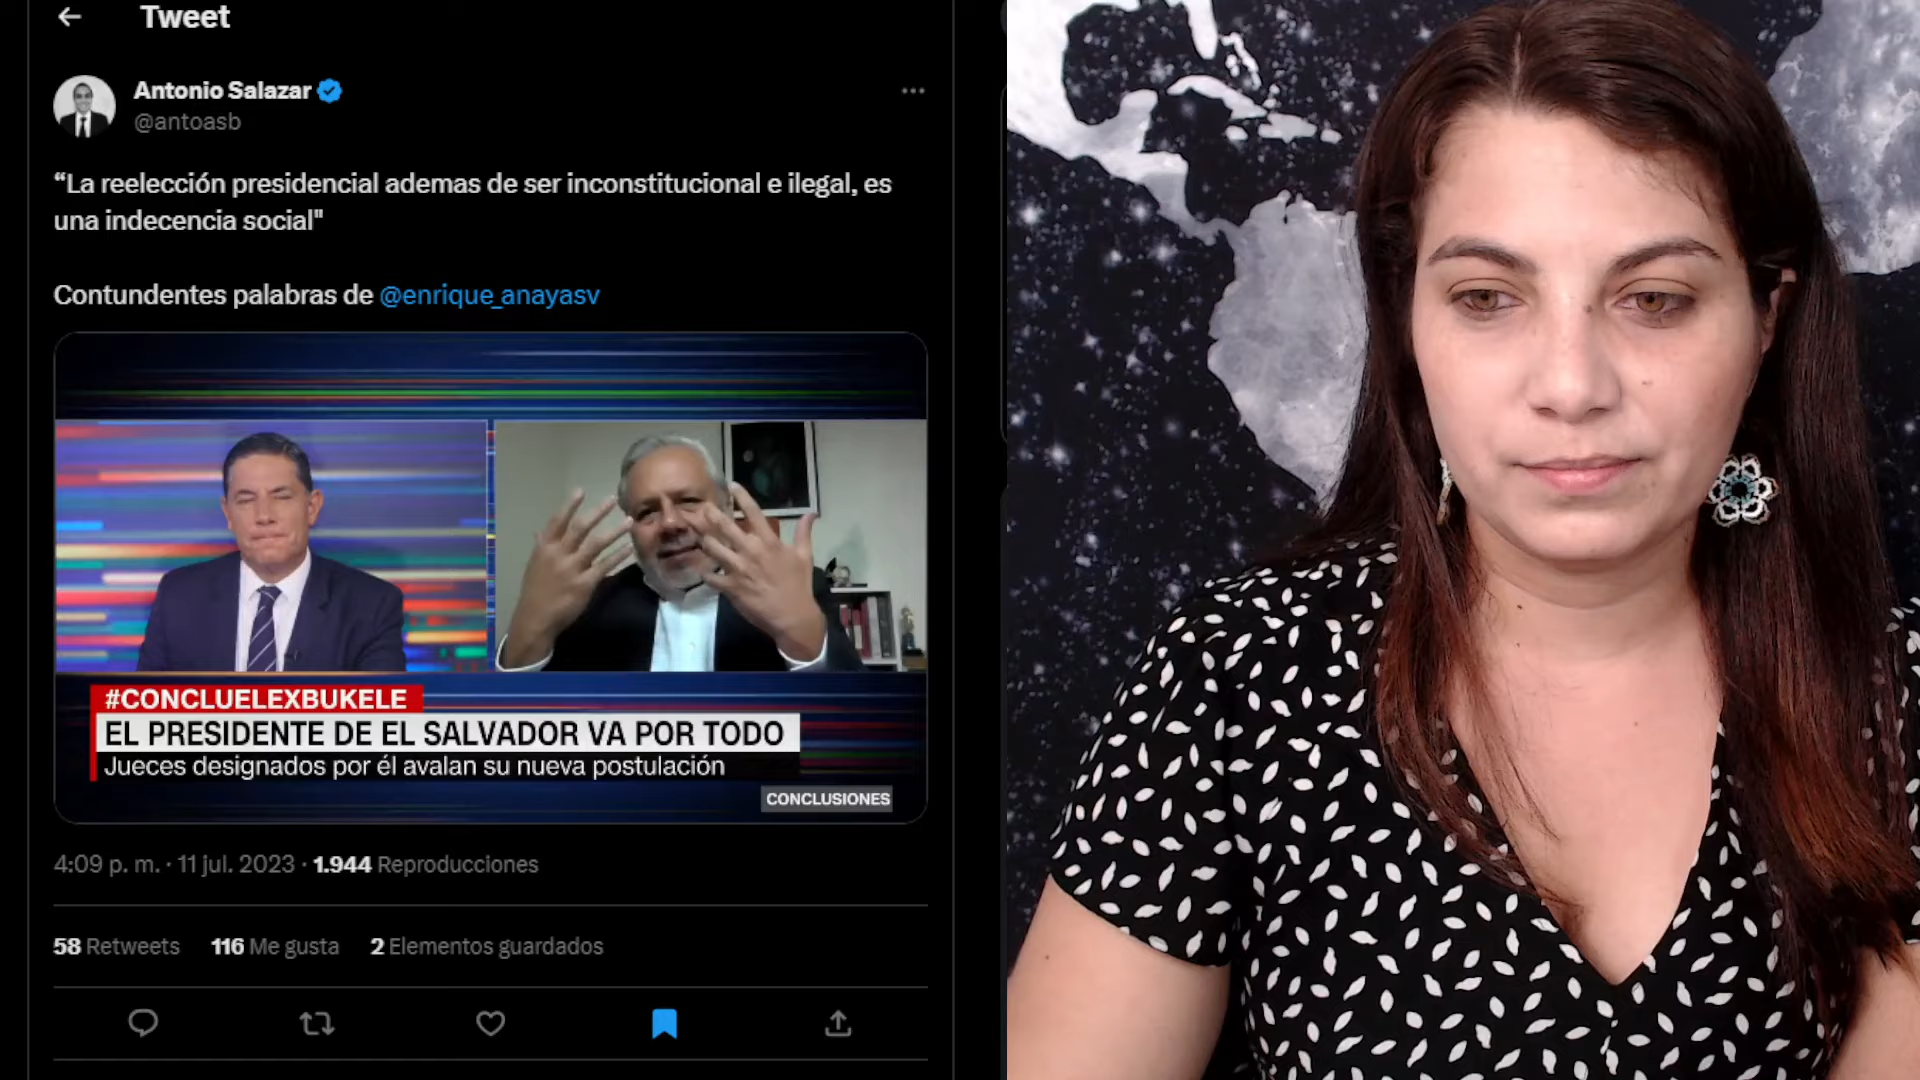 Tweet
Antonio Salazar
@antoasb
“La reelección presidencial ademas de ser inconstitucional e ilegal, es
una indecencia social"
Contundentes palabras de @enrique_anayasv
#CONCLUELEXBUKELE
EL PRESIDENTE DE EL SALVADOR VA POR TODO
Jueces designados por él avalan su nueva postulación
CONCLUSIONES
4:09 p. m. · 11 jul. 2023 · 1.944 Reproducciones
58 Retweets 116 Me gusta 2 Elementos guardados